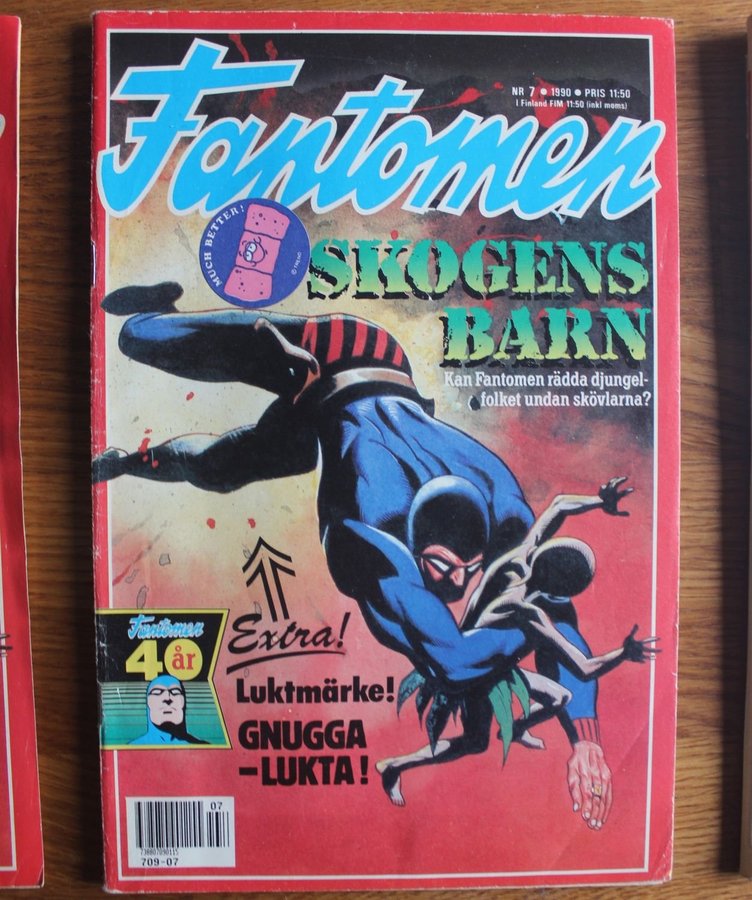 Fantomen
NR 7 • 1990 • PRIS 11:50
I Finland FIM 11:50 (inkl moms)
MUCH BETTER!
SKOGENS
BARN
Kan Fantomen rädda djungel-
folket undan skövlarna?
Extra!
Luktmärke!
GNUGGA
–LUKTA!
Fantomen
40 år
07
709-07